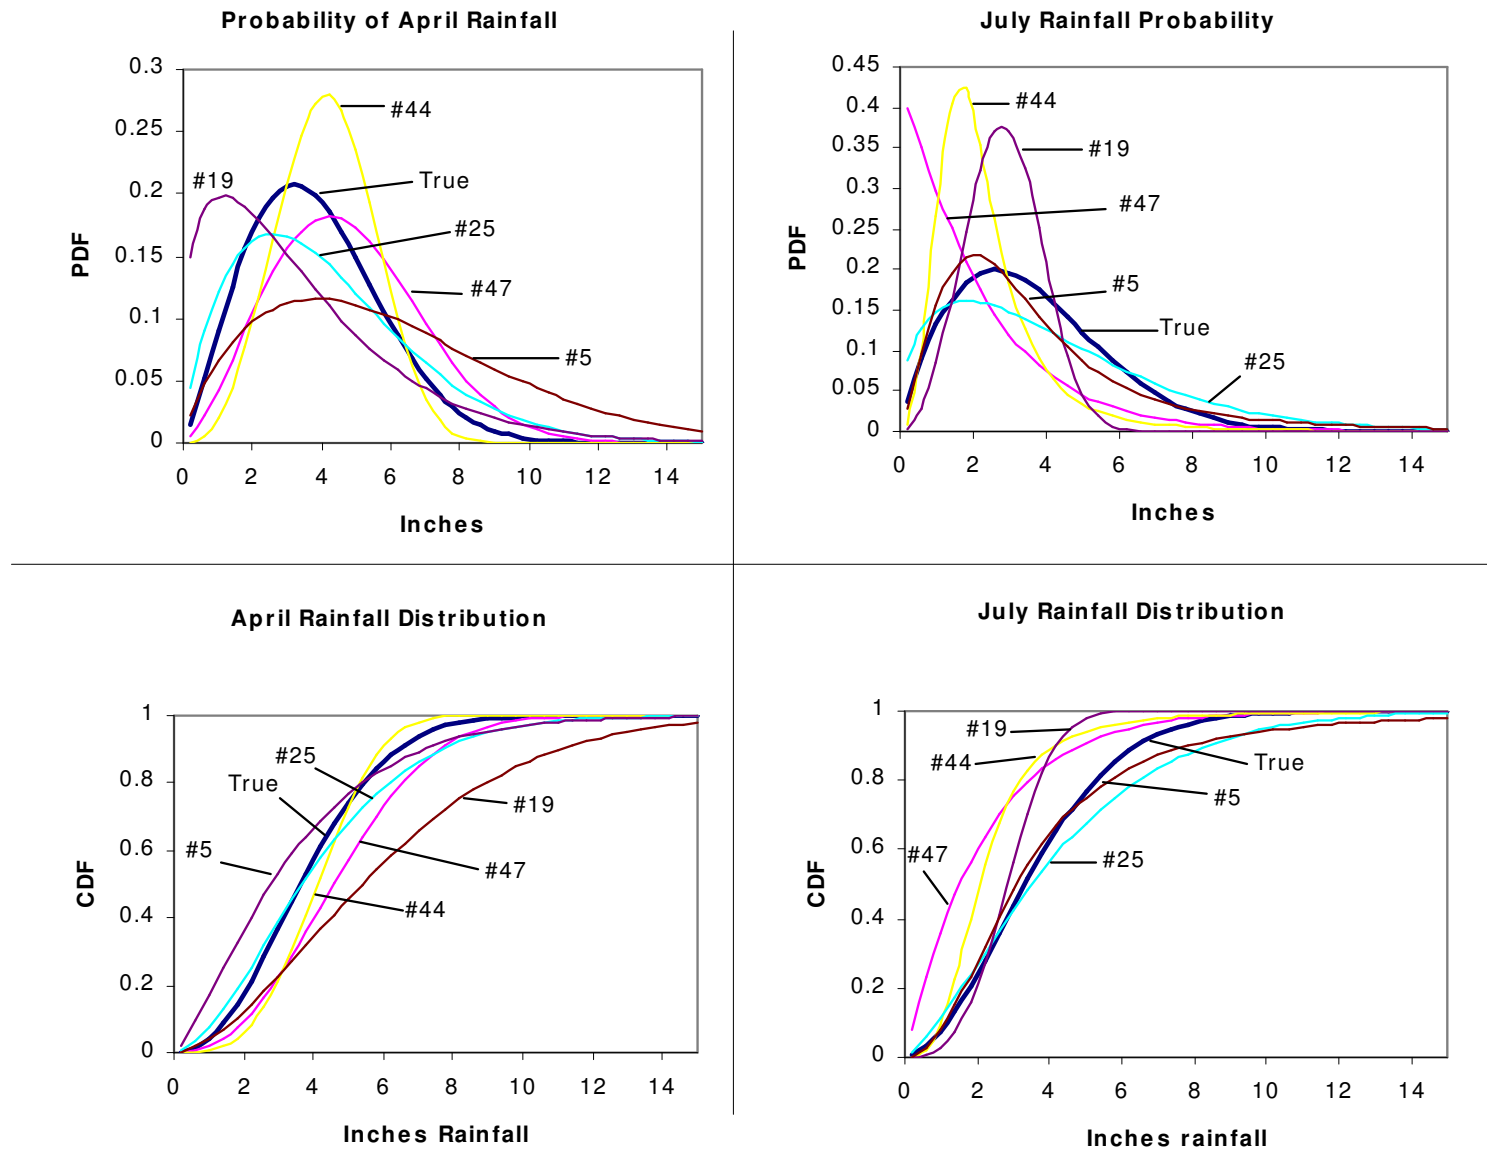 Probability of April Rainfall
0.3
0.25
0.2
0.15
0.1
0.05
0
PDF
#44
#19
True
#25
#47
#5
0 2 4 6 8 10 12 14
Inches
July Rainfall Probability
0.45
0.4
0.35
0.3
0.25
0.2
0.15
0.1
0.05
0
PDF
#44
#19
#47
#5
True
#25
0 2 4 6 8 10 12 14
Inches
April Rainfall Distribution
1
0.8
0.6
0.4
0.2
0
CDF
#25
True
#19
#5
#47
#44
0 2 4 6 8 10 12 14
Inches Rainfall
July Rainfall Distribution
1
0.8
0.6
0.4
0.2
0
CDF
#19
#44
True
#5
#47
#25
0 2 4 6 8 10 12 14
Inches rainfall